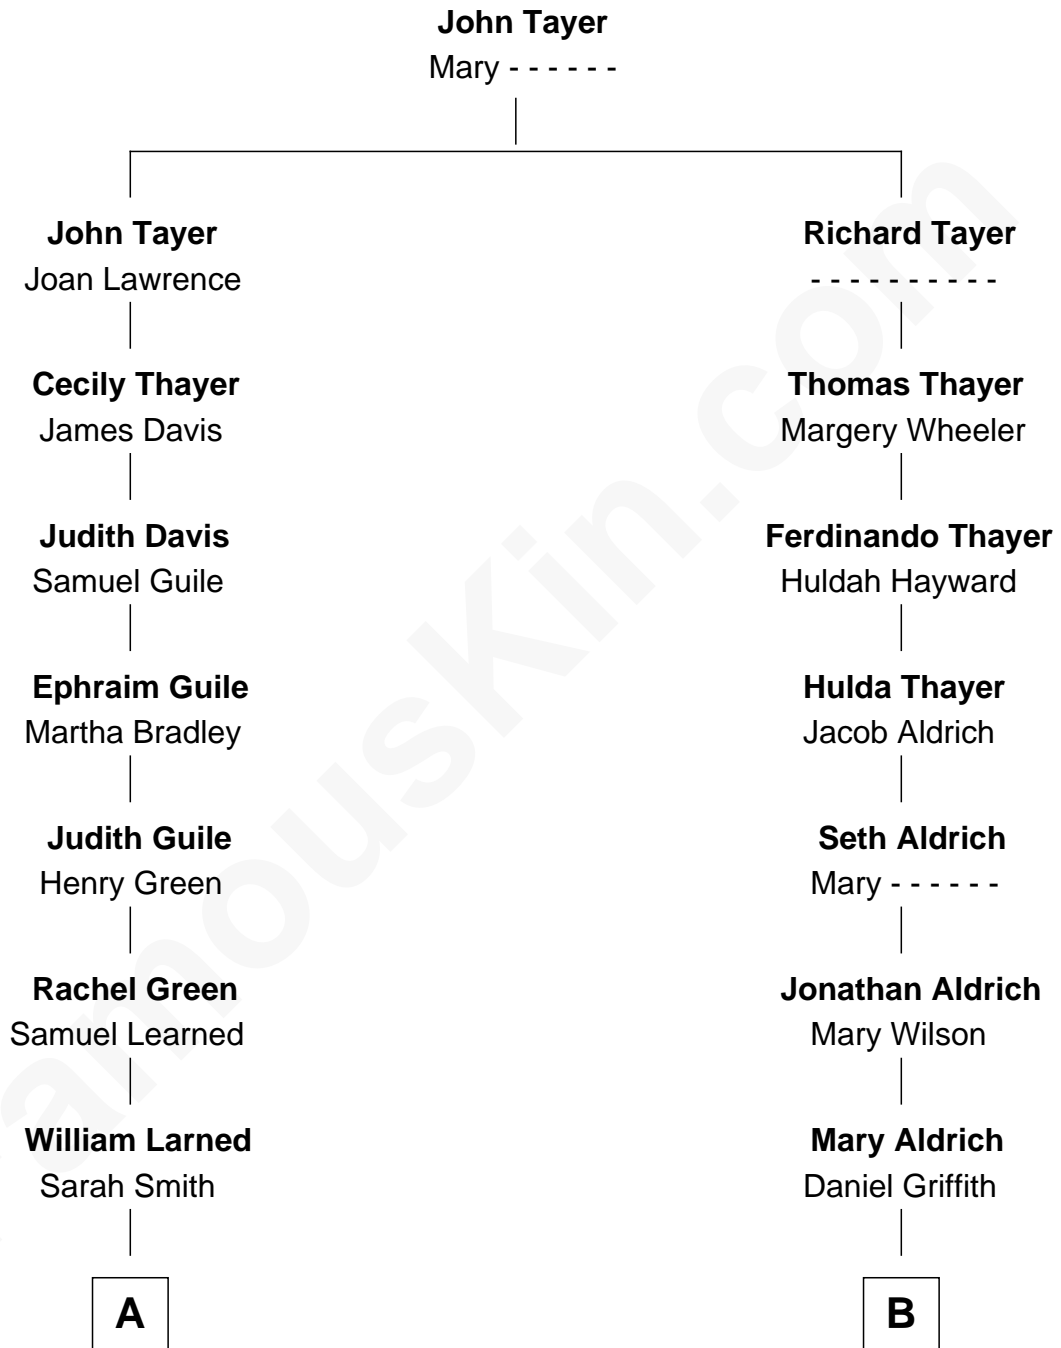 John Tayer
Mary - - - - - -
John Tayer
Joan Lawrence
Richard Tayer
- - - - - - - - - -
Cecily Thayer
James Davis
Thomas Thayer
Margery Wheeler
Judith Davis
Samuel Guile
Ferdinando Thayer
Huldah Hayward
Ephraim Guile
Martha Bradley
Hulda Thayer
Jacob Aldrich
Judith Guile
Henry Green
Seth Aldrich
Mary - - - - - -
Rachel Green
Samuel Learned
Jonathan Aldrich
Mary Wilson
William Larned
Sarah Smith
Mary Aldrich
Daniel Griffith
A
B
amouskin.com